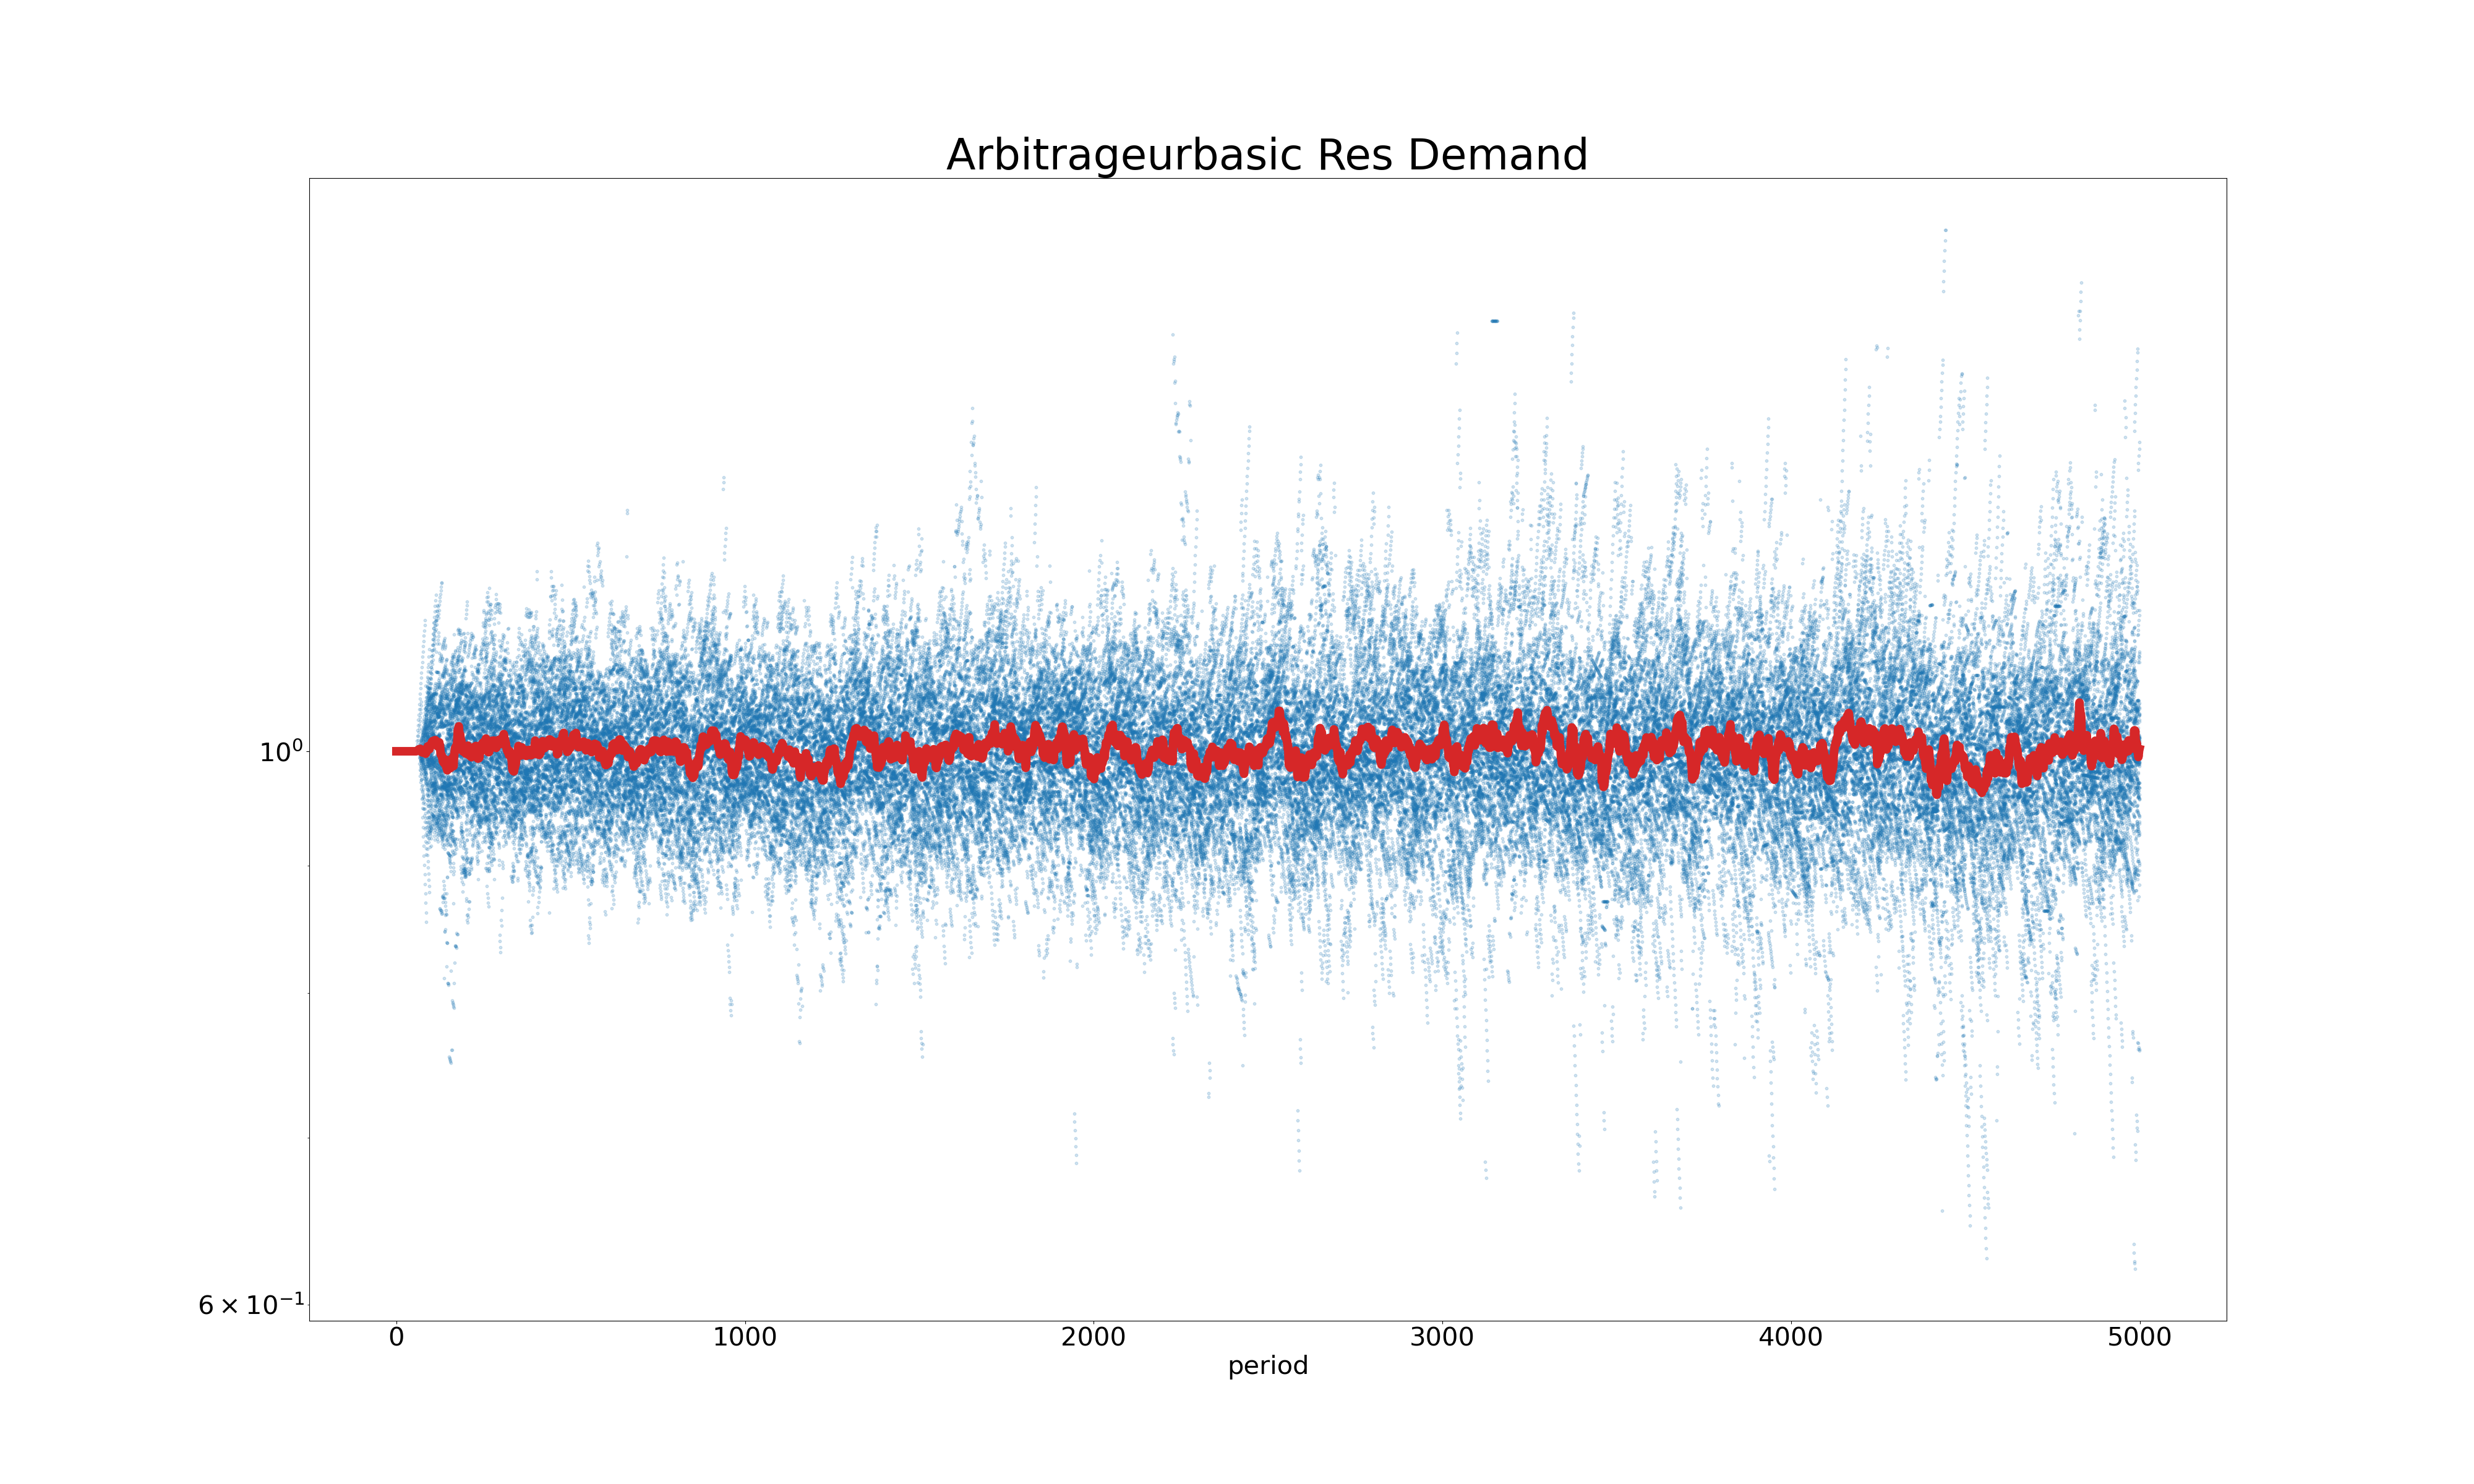 Arbitrageurbasic Res Demand
10⁰
6 × 10⁻¹
0 1000 2000 3000 4000 5000
period